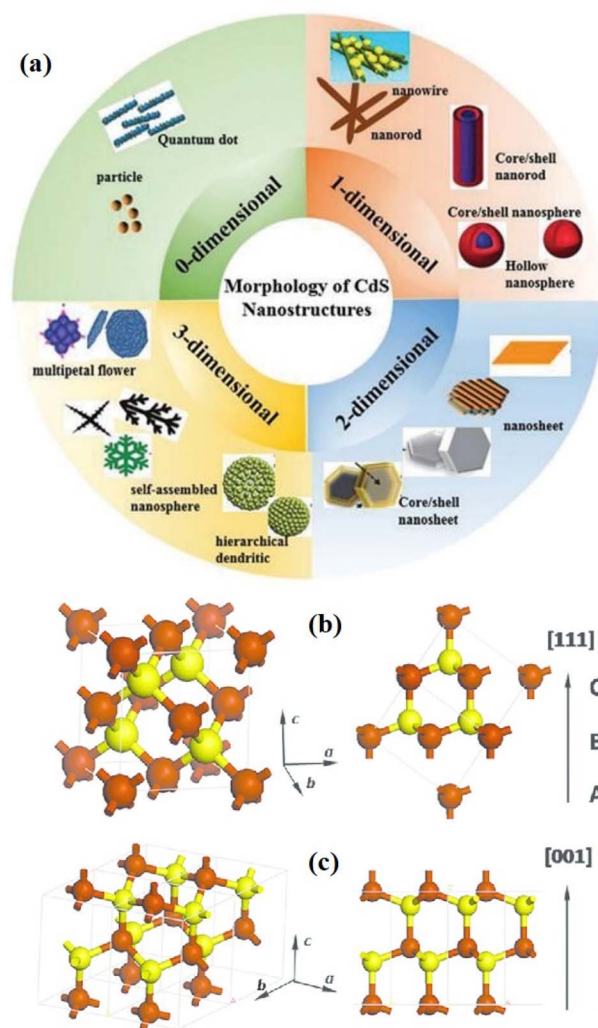 (a)
Quantum dot
particle
0-dimensional
nanowire
nanorod
Core/shell
nanorod
Core/shell nanosphere
Hollow
nanosphere
1-dimensional
Morphology of CdS
Nanostructures
multipetal flower
self-assembled
nanosphere
hierarchical
dendritic
3-dimensional
nanosheet
Core/shell
nanosheet
2-dimensional
(b)
c
a
b
[111]
B
A
(c)
c
b
a
[001]